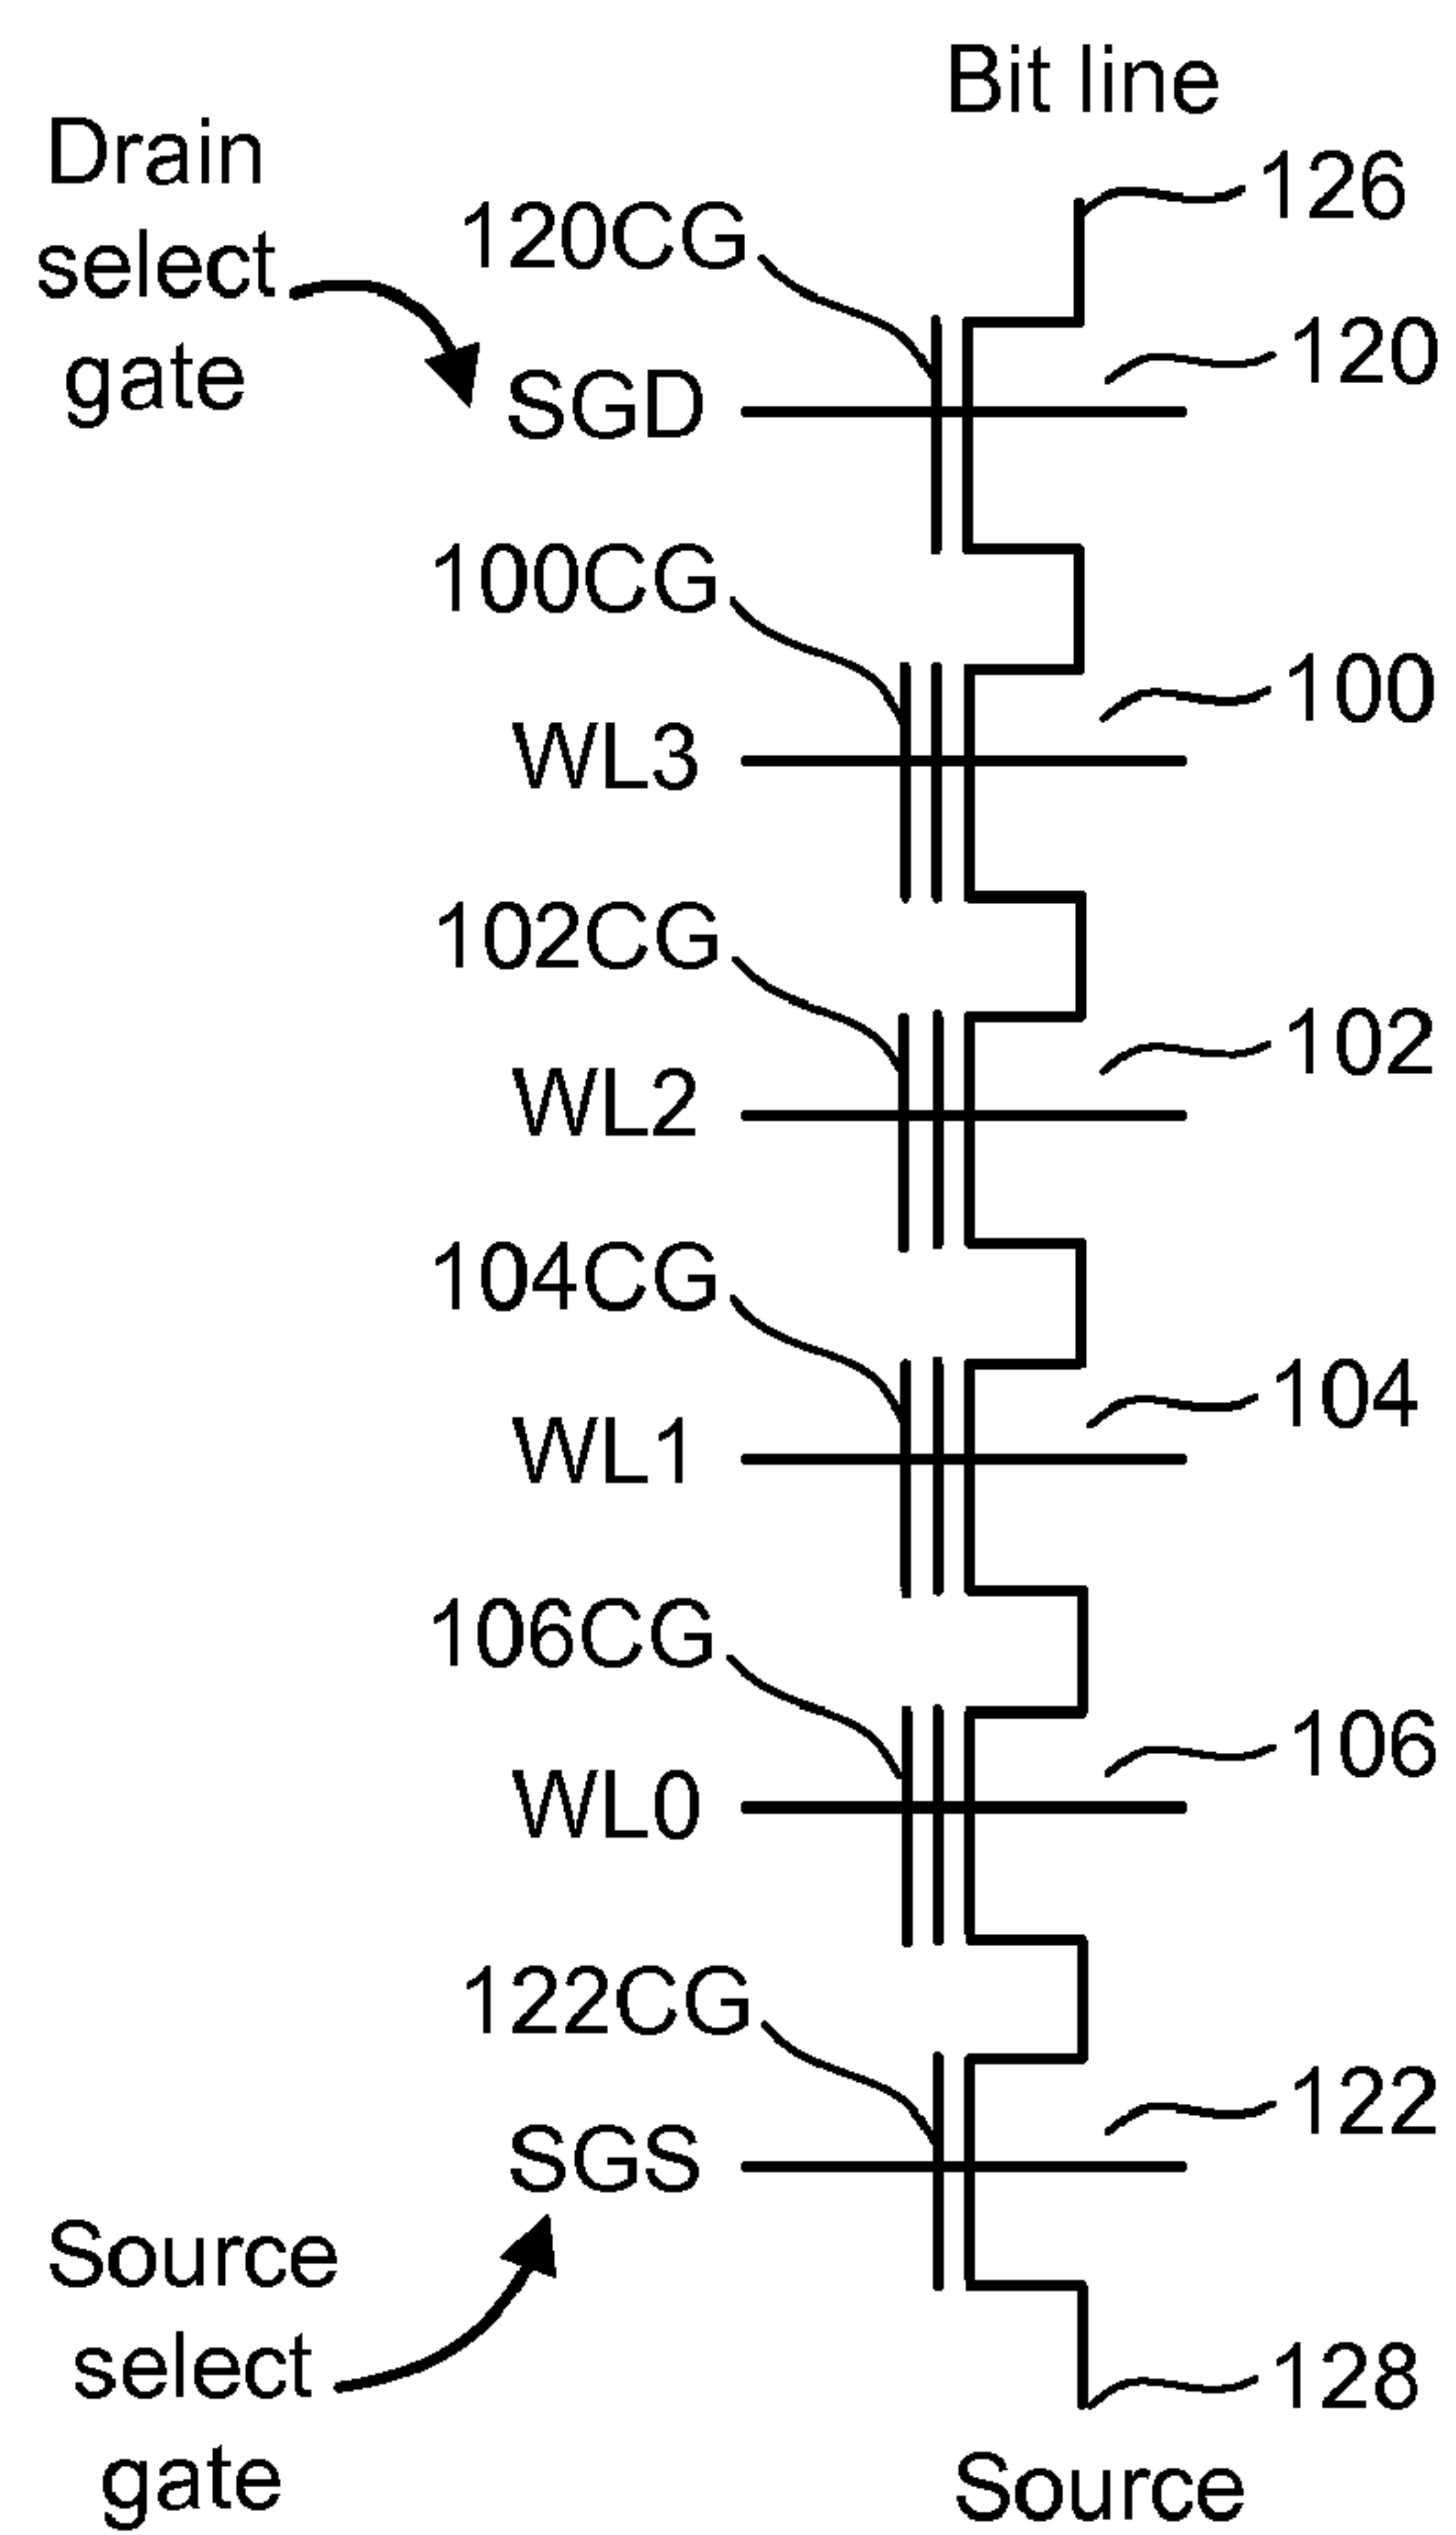 Bit line
126
Drain
select
gate
120CG
120
SGD
100CG
100
WL3
102CG
102
WL2
104CG
104
WL1
106CG
106
WL0
122CG
122
SGS
Source
select
gate
128
Source